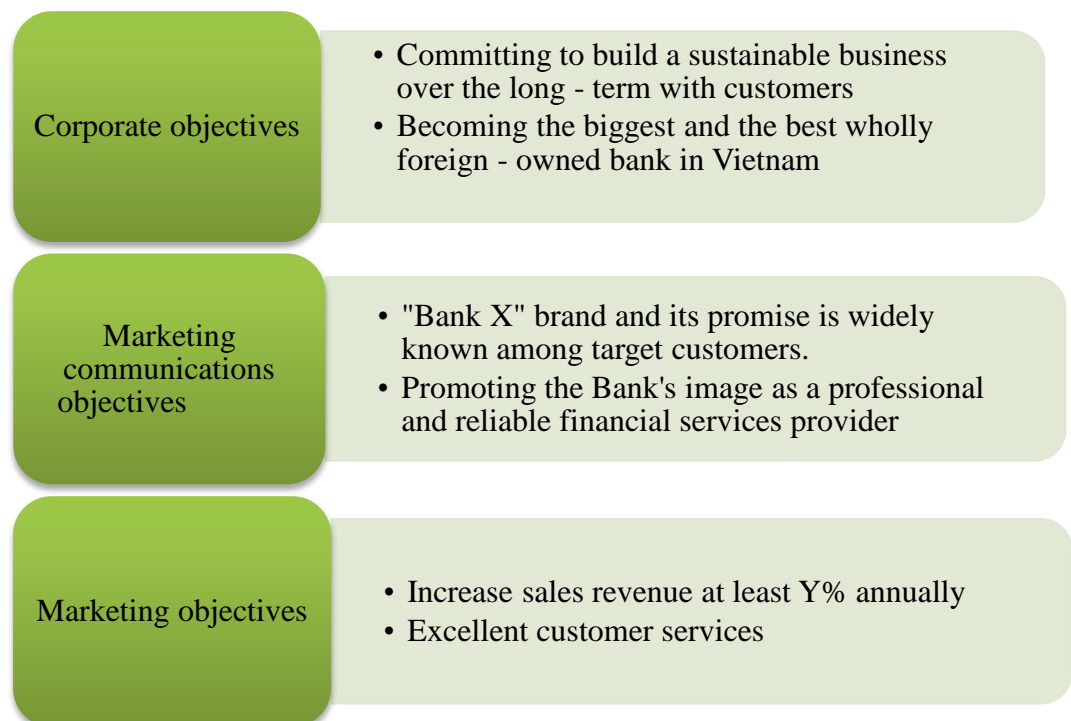 Corporate objectives
• Committing to build a sustainable business
over the long - term with customers
• Becoming the biggest and the best wholly
foreign - owned bank in Vietnam
Marketing
communications
objectives
• "Bank X" brand and its promise is widely
known among target customers.
• Promoting the Bank's image as a professional
and reliable financial services provider
Marketing objectives
• Increase sales revenue at least Y% annually
• Excellent customer services